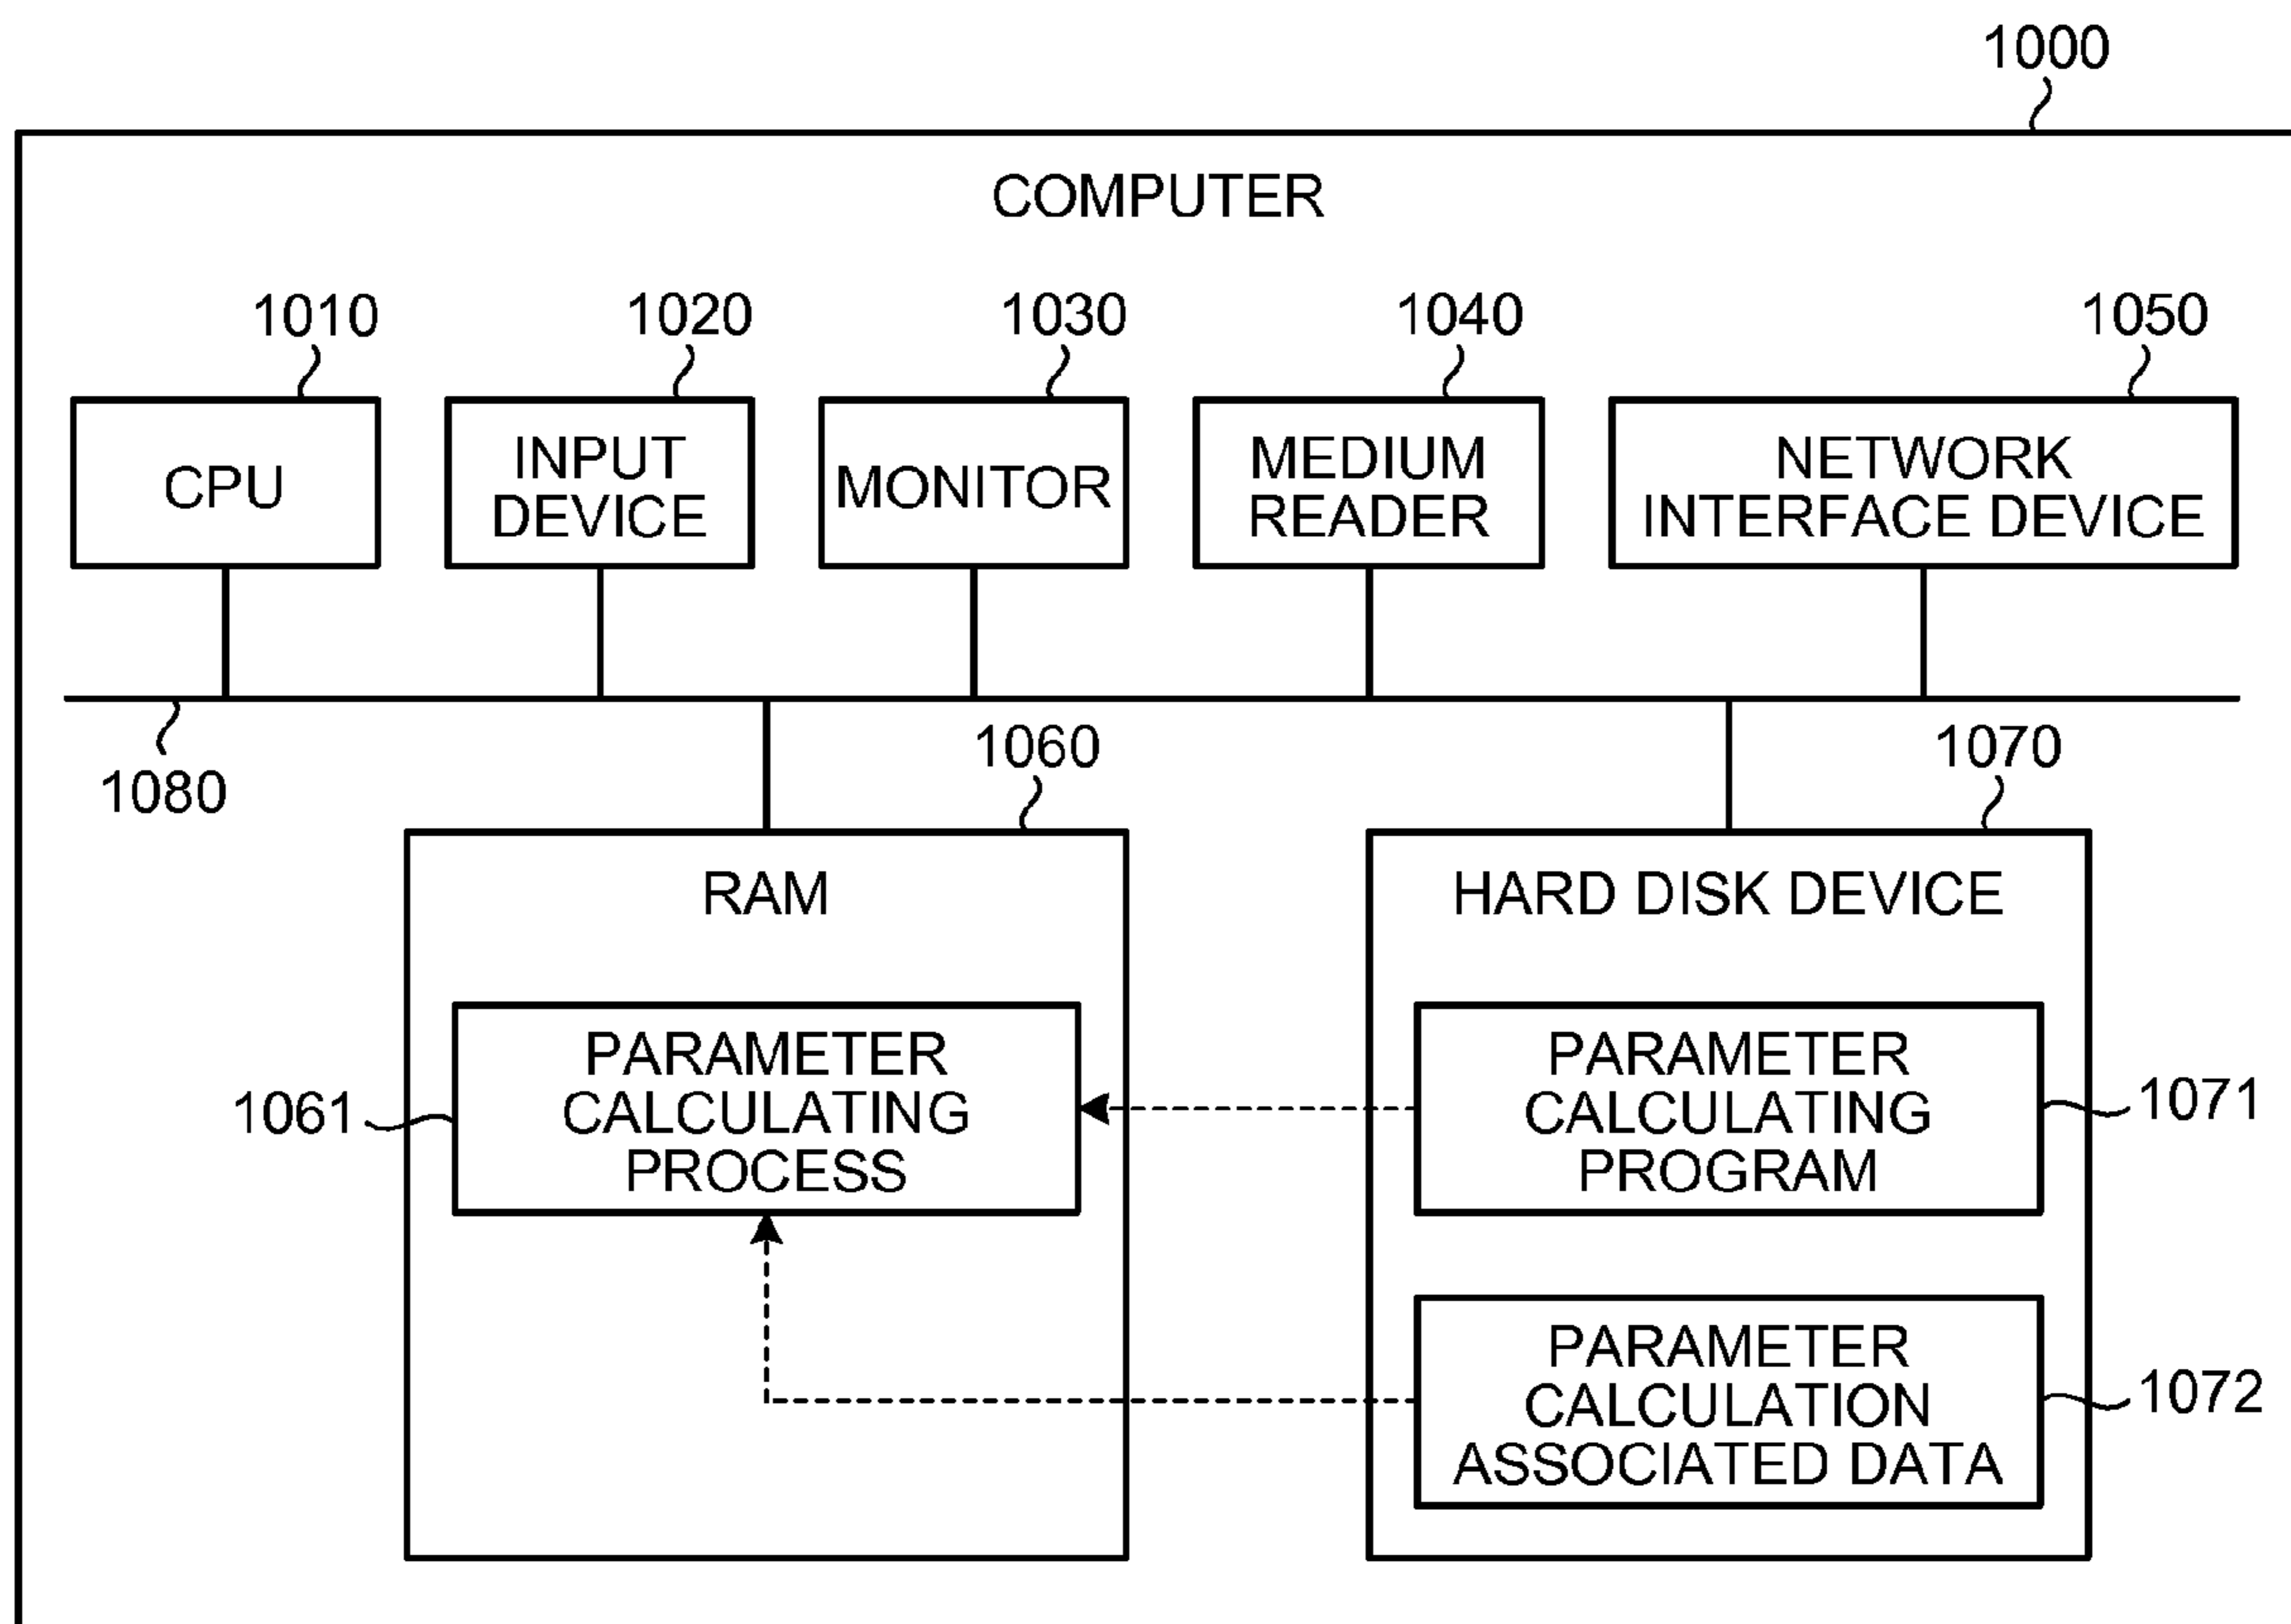 1000
COMPUTER
1010
1020
1030
1040
1050
CPU
INPUT
DEVICE
MONITOR
MEDIUM
READER
NETWORK
INTERFACE DEVICE
1080
1060
1070
RAM
HARD DISK DEVICE
1061
PARAMETER
CALCULATING
PROCESS
PARAMETER
CALCULATING
PROGRAM
1071
PARAMETER
CALCULATION
ASSOCIATED DATA
1072